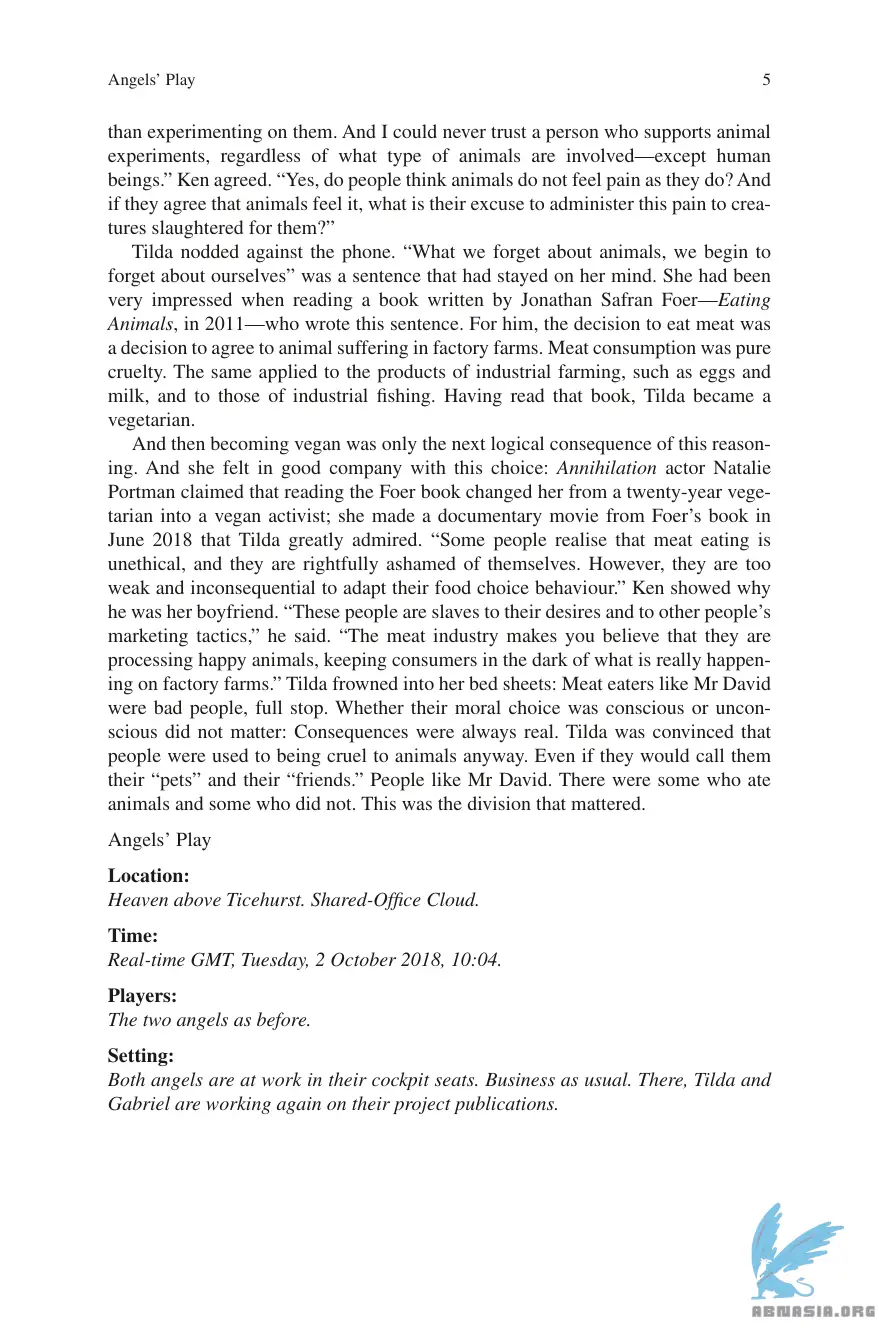 Angels’ Play 5
than experimenting on them. And I could never trust a person who supports animal
experiments, regardless of what type of animals are involved—except human
beings.” Ken agreed. “Yes, do people think animals do not feel pain as they do? And
if they agree that animals feel it, what is their excuse to administer this pain to crea-
tures slaughtered for them?”
Tilda nodded against the phone. “What we forget about animals, we begin to
forget about ourselves” was a sentence that had stayed on her mind. She had been
very impressed when reading a book written by Jonathan Safran Foer—Eating
Animals, in 2011—who wrote this sentence. For him, the decision to eat meat was
a decision to agree to animal suffering in factory farms. Meat consumption was pure
cruelty. The same applied to the products of industrial farming, such as eggs and
milk, and to those of industrial fishing. Having read that book, Tilda became a
vegetarian.
And then becoming vegan was only the next logical consequence of this reason-
ing. And she felt in good company with this choice: Annihilation actor Natalie
Portman claimed that reading the Foer book changed her from a twenty-year vege-
tarian into a vegan activist; she made a documentary movie from Foer’s book in
June 2018 that Tilda greatly admired. “Some people realise that meat eating is
unethical, and they are rightfully ashamed of themselves. However, they are too
weak and inconsequential to adapt their food choice behaviour.” Ken showed why
he was her boyfriend. “These people are slaves to their desires and to other people’s
marketing tactics,” he said. “The meat industry makes you believe that they are
processing happy animals, keeping consumers in the dark of what is really happen-
ing on factory farms.” Tilda frowned into her bed sheets: Meat eaters like Mr David
were bad people, full stop. Whether their moral choice was conscious or uncon-
scious did not matter: Consequences were always real. Tilda was convinced that
people were used to being cruel to animals anyway. Even if they would call them
their “pets” and their “friends.” People like Mr David. There were some who ate
animals and some who did not. This was the division that mattered.
Angels’ Play
Location:
Heaven above Ticehurst. Shared-Office Cloud.
Time:
Real-time GMT, Tuesday, 2 October 2018, 10:04.
Players:
The two angels as before.
Setting:
Both angels are at work in their cockpit seats. Business as usual. There, Tilda and
Gabriel are working again on their project publications.
ABNASIA.ORG